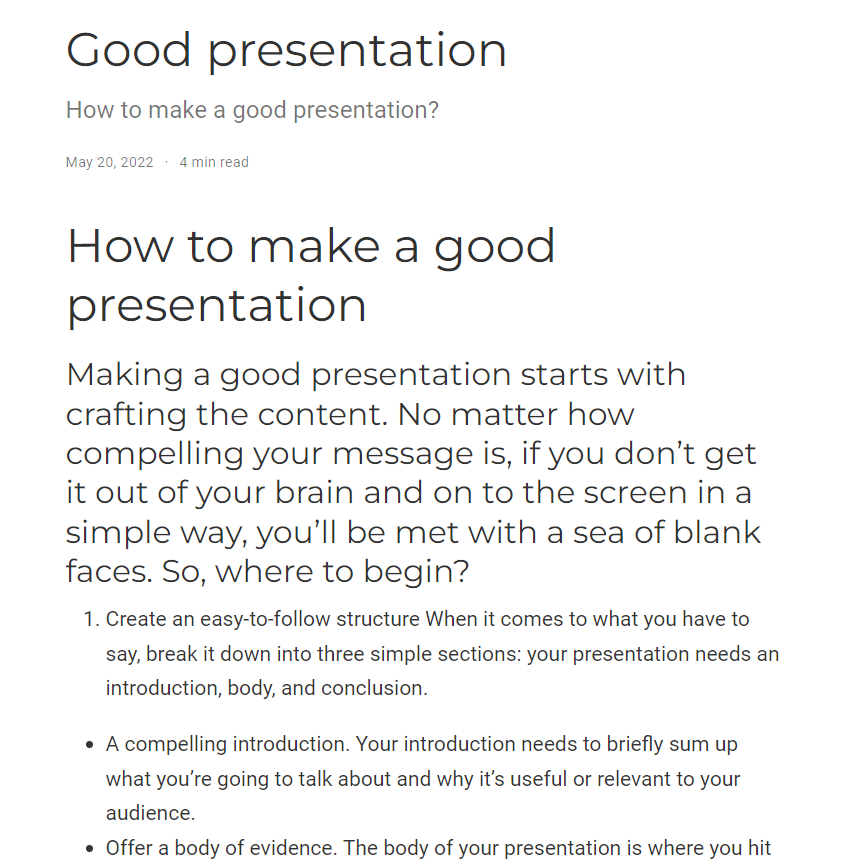 Good presentation
How to make a good presentation?
May 20, 2022 · 4 min read
How to make a good
presentation
Making a good presentation starts with
crafting the content. No matter how
compelling your message is, if you don’t get
it out of your brain and on to the screen in a
simple way, you’ll be met with a sea of blank
faces. So, where to begin?
1. Create an easy-to-follow structure When it comes to what you have to
say, break it down into three simple sections: your presentation needs an
introduction, body, and conclusion.
• A compelling introduction. Your introduction needs to briefly sum up
what you’re going to talk about and why it’s useful or relevant to your
audience.
• Offer a body of evidence. The body of your presentation is where you hit